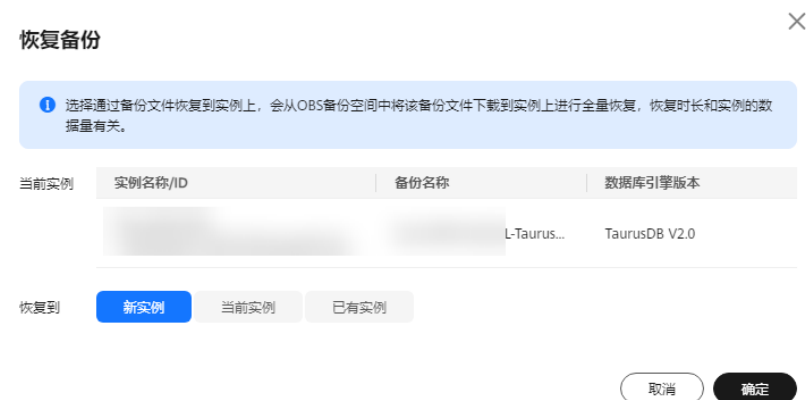 恢复备份
选择通过备份文件恢复到实例上，会从OBS备份空间中将该备份文件下载到实例上进行全量恢复，恢复时长和实例的数
据量有关。
当前实例 实例名称/ID 备份名称 数据库引擎版本
L-Taurus... TaurusDB V2.0
恢复到 新实例 当前实例 已有实例
取消 确定